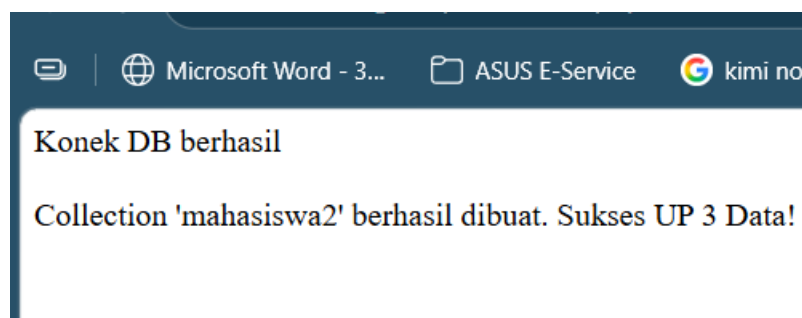 Microsoft Word - 3... ASUS E-Service kimi no
Konek DB berhasil
Collection 'mahasiswa2' berhasil dibuat. Sukses UP 3 Data!